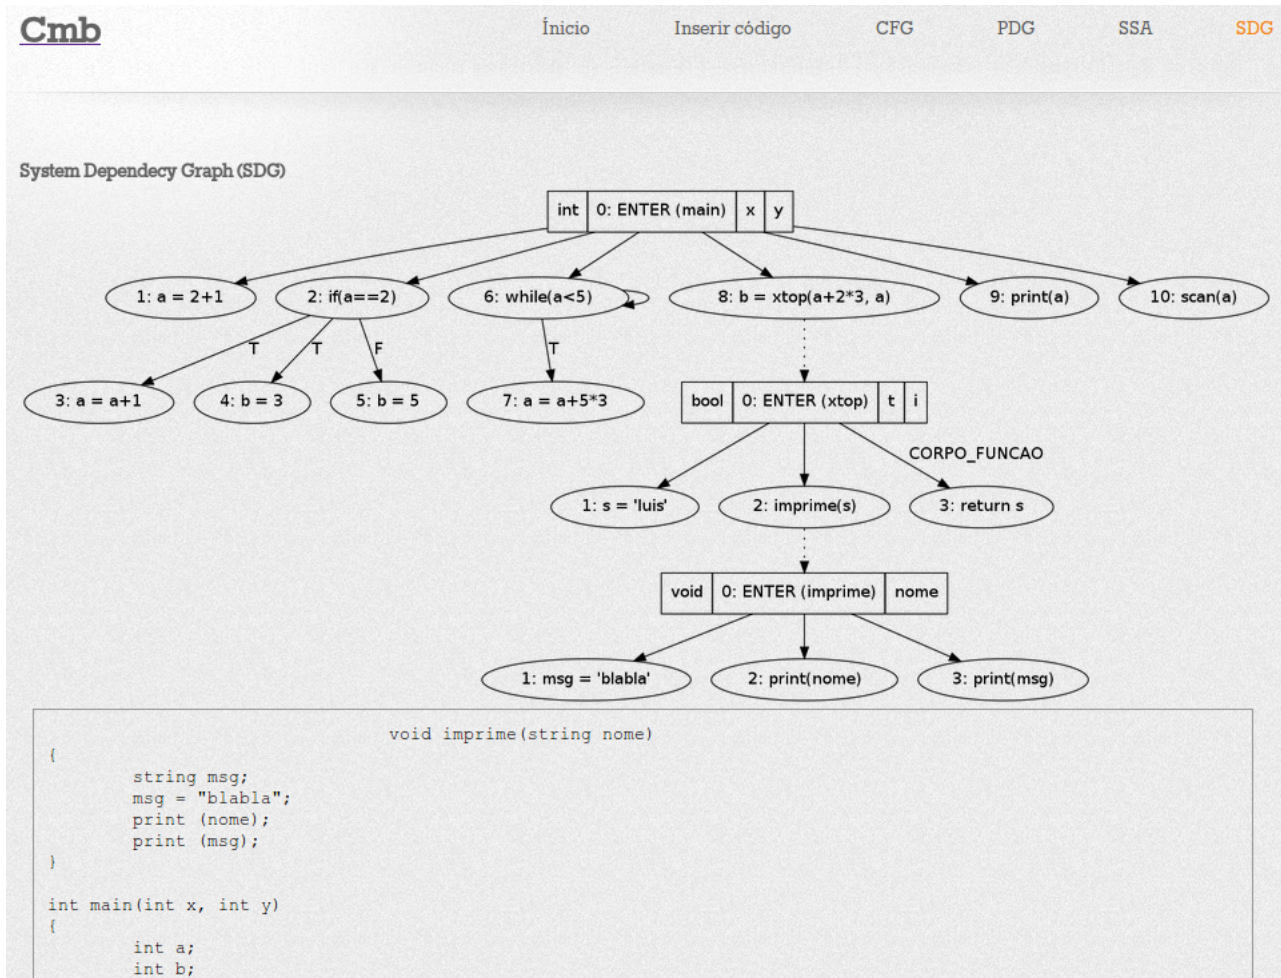 Cmb
Ínicio Inserir código CFG PDG SSA SDG
System Dependecy Graph (SDG)
int 0: ENTER (main) x y
1: a = 2+1 2: if(a==2) 6: while(a<5) 8: b = xtop(a+2*3, a) 9: print(a) 10: scan(a)
T T F T
3: a = a+1 4: b = 3 5: b = 5 7: a = a+5*3 bool 0: ENTER (xtop) t i
CORPO_FUNCAO
1: s = 'luis' 2: imprime(s) 3: return s
void 0: ENTER (imprime) nome
1: msg = 'blabla' 2: print(nome) 3: print(msg)
void imprime(string nome)
{
string msg;
msg = "blabla";
print (nome);
print (msg);
}
int main(int x, int y)
{
int a;
int b;